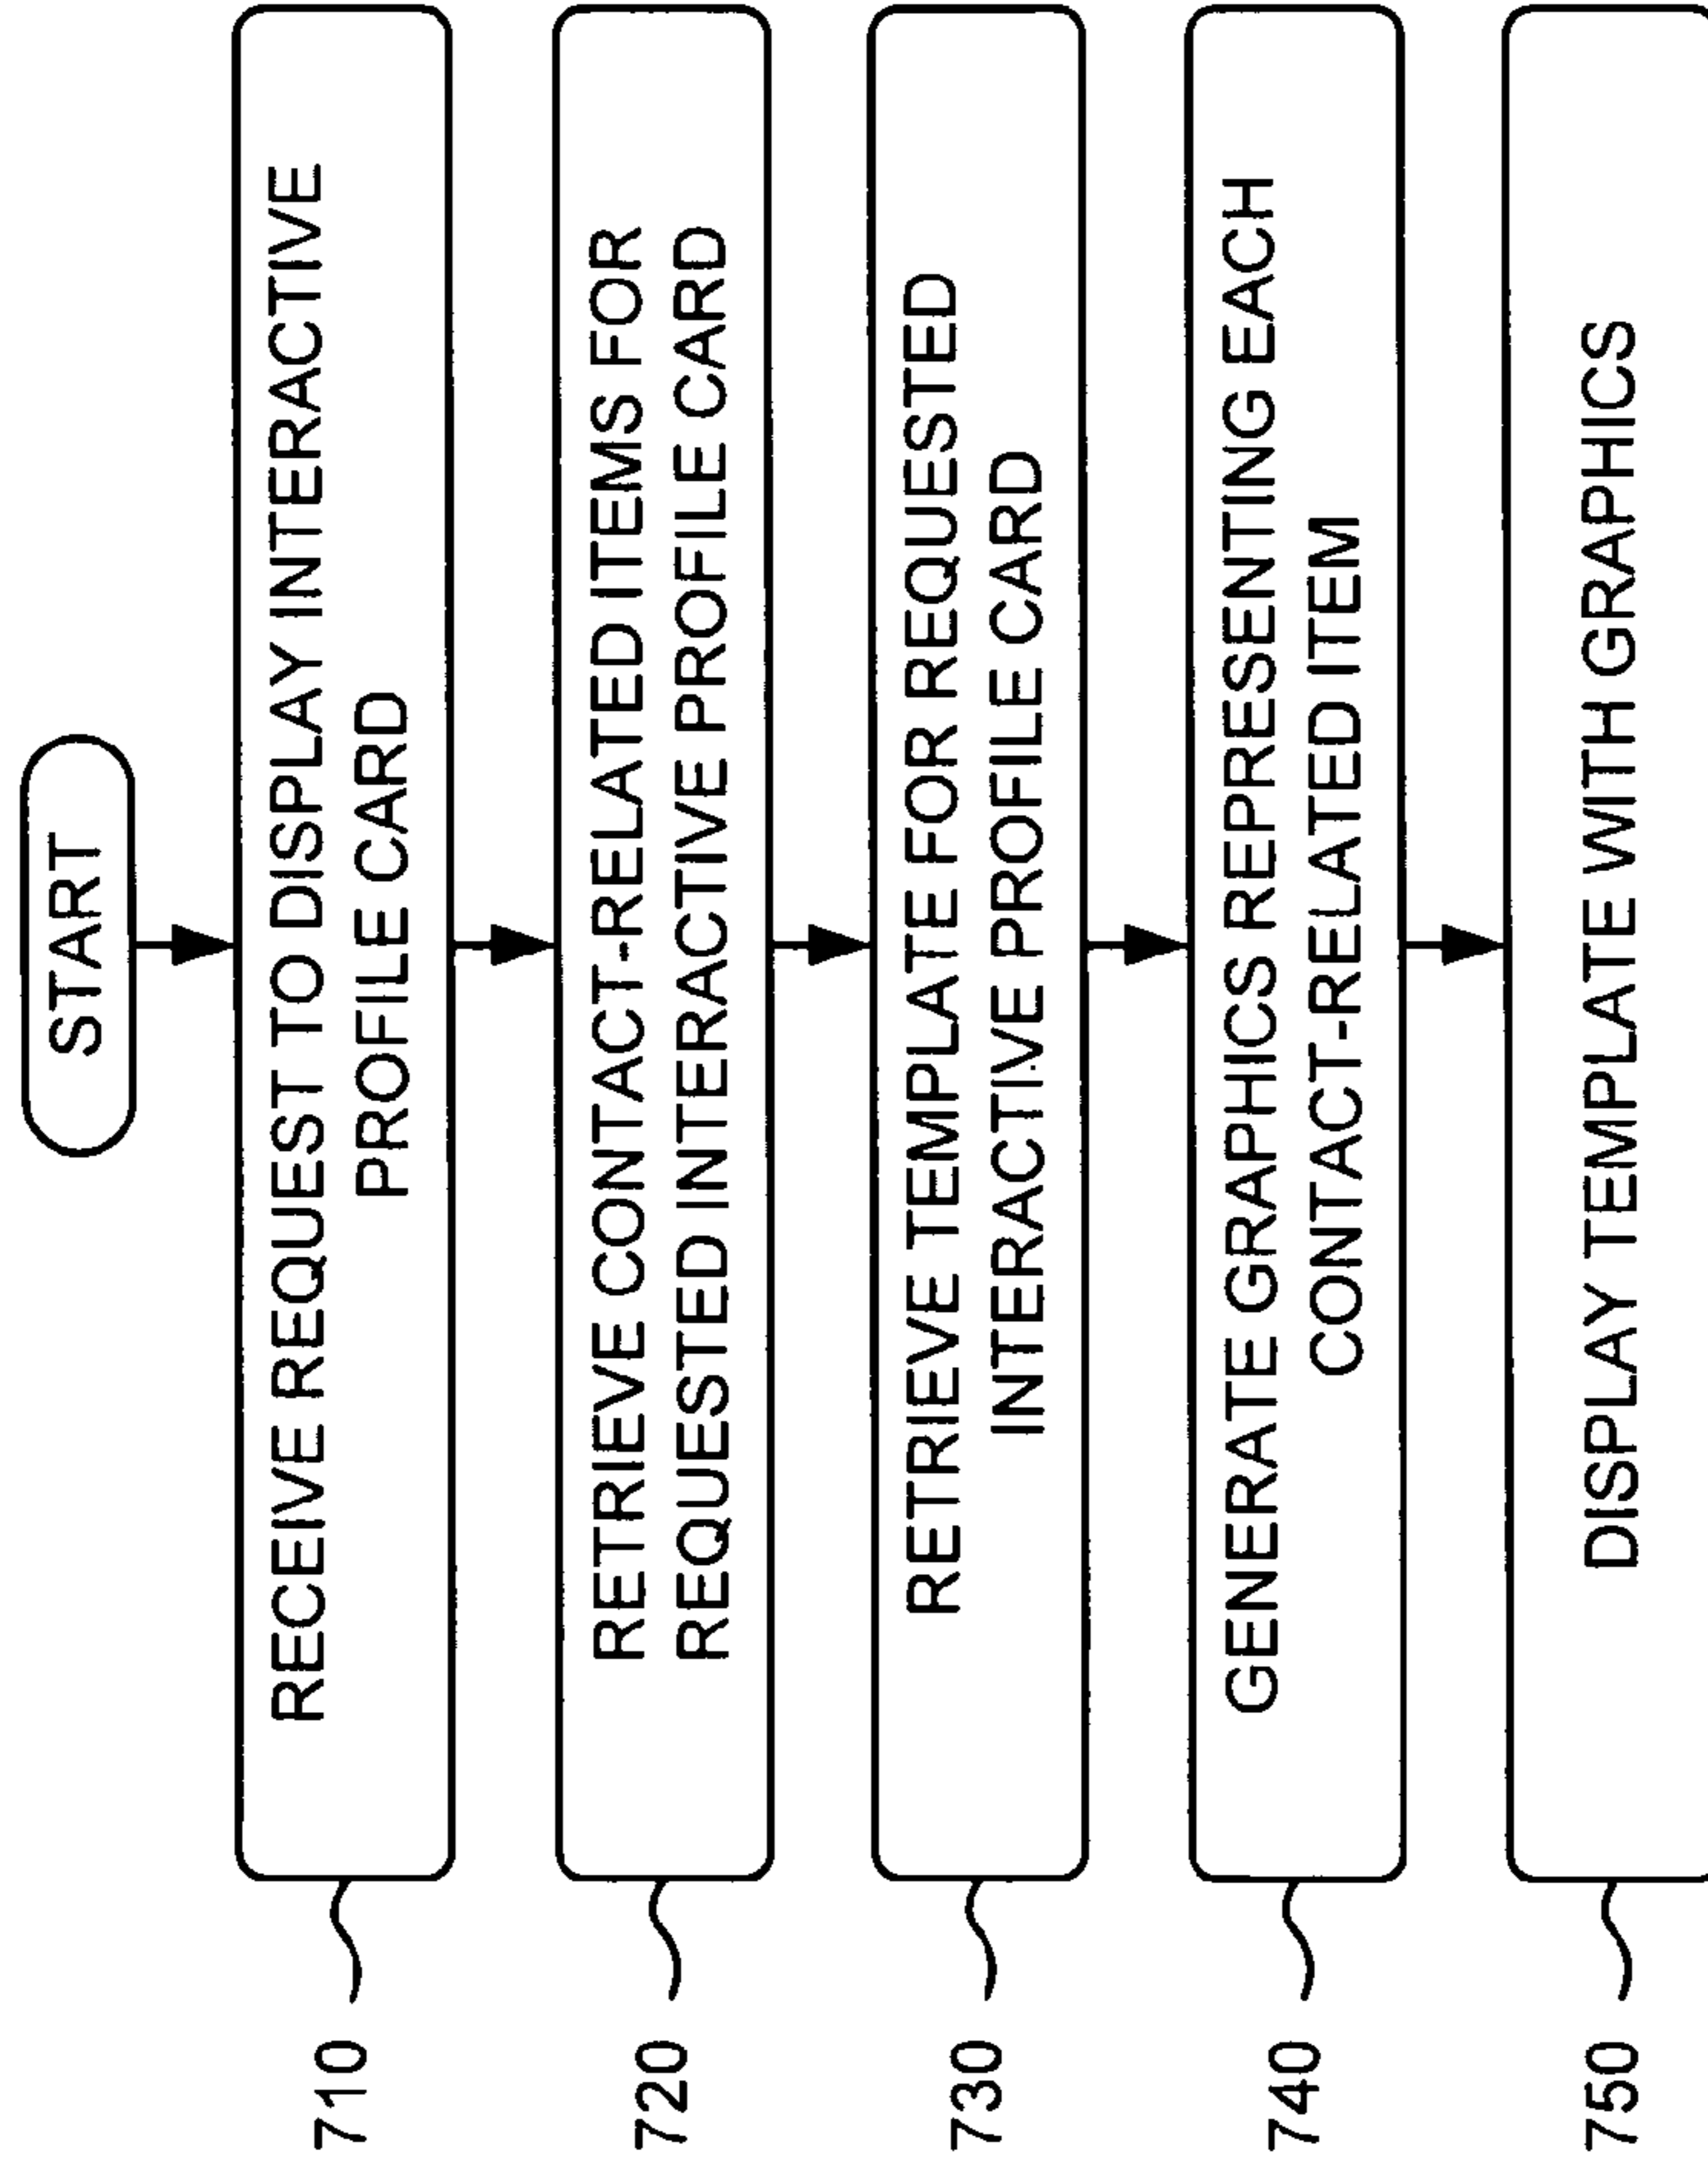 START
710
RECEIVE REQUEST TO DISPLAY INTERACTIVE
PROFILE CARD
720
RETRIEVE CONTACT-RELATED ITEMS FOR
REQUESTED INTERACTIVE PROFILE CARD
730
RETRIEVE TEMPLATE FOR REQUESTED
INTERACTIVE PROFILE CARD
740
GENERATE GRAPHICS REPRESENTING EACH
CONTACT-RELATED ITEM
750
DISPLAY TEMPLATE WITH GRAPHICS